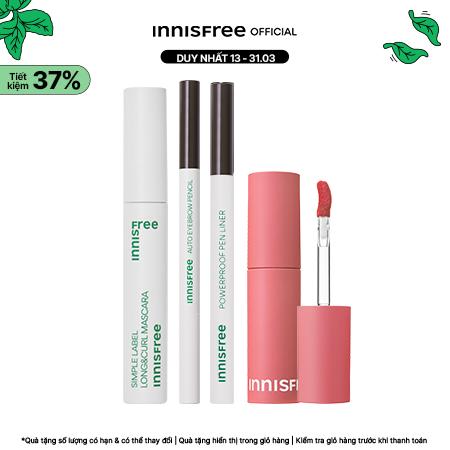 innisfree OFFICIAL
DUY NHẤT 13 - 31.03
Tiết
kiệm 37%
innisfree
SIMPLE LABEL
LONG&CURL MASCARA
innisfree
AUTO EYEBROW PENCIL
innisfree
POWERPROOF PEN LINER
innisfree
INNISFR
*Quà tặng số lượng có hạn & có thể thay đổi | Quà tặng hiển thị trong giỏ hàng | Kiểm tra giỏ hàng trước khi thanh toán